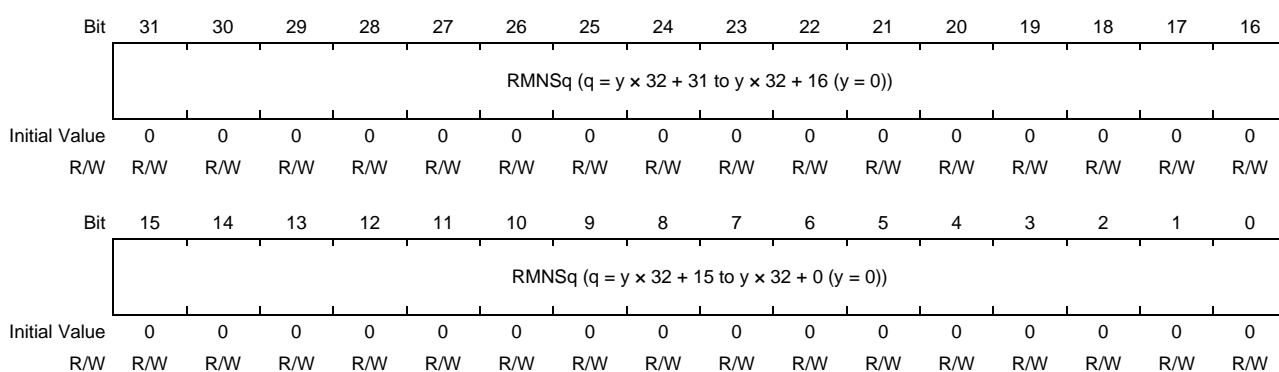 Bit 31 30 29 28 27 26 25 24 23 22 21 20 19 18 17 16
RMNSq (q = y × 32 + 31 to y × 32 + 16 (y = 0))
Initial Value 0 0 0 0 0 0 0 0 0 0 0 0 0 0 0 0
R/W R/W R/W R/W R/W R/W R/W R/W R/W R/W R/W R/W R/W R/W R/W R/W R/W
Bit 15 14 13 12 11 10 9 8 7 6 5 4 3 2 1 0
RMNSq (q = y × 32 + 15 to y × 32 + 0 (y = 0))
Initial Value 0 0 0 0 0 0 0 0 0 0 0 0 0 0 0 0
R/W R/W R/W R/W R/W R/W R/W R/W R/W R/W R/W R/W R/W R/W R/W R/W R/W